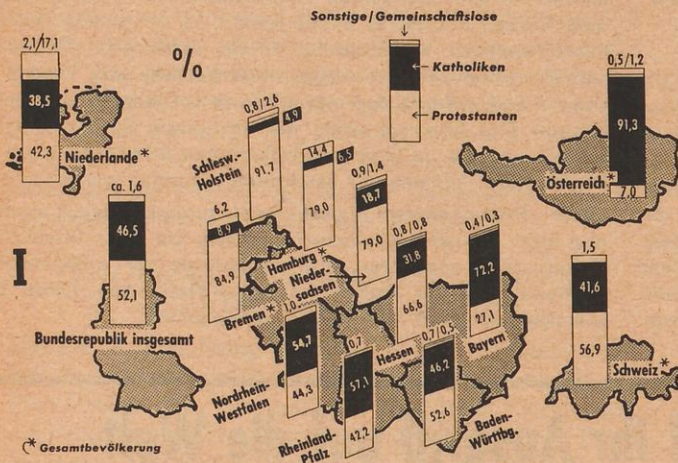 Sonstige/Gemeinschaftslose
Katholiken
Protestanten
%
I
2,1/17,1
38,5
42,3
Niederlande*
ca. 1,6
46,5
52,1
Bundesrepublik insgesamt
0,8/2,6
4,9
91,7
Schlesw.-
Holstein
14,4
6,5
79,0
Hamburg*
0,9/1,4
18,7
79,0
Nieder-
sachsen
6,2
8,9
84,9
Bremen*
0,8/0,8
31,8
66,6
Hessen
0,4/0,3
72,2
27,1
Bayern
0,5/1,2
91,3
7,0
Österreich*
1,0
54,7
44,3
Nordrhein-
Westfalen
0,7
57,1
42,2
Rheinland-
Pfalz
0,7/0,5
46,2
52,6
Baden-
Württbg.
1,5
41,6
56,9
Schweiz*
* Gesamtbevölkerung